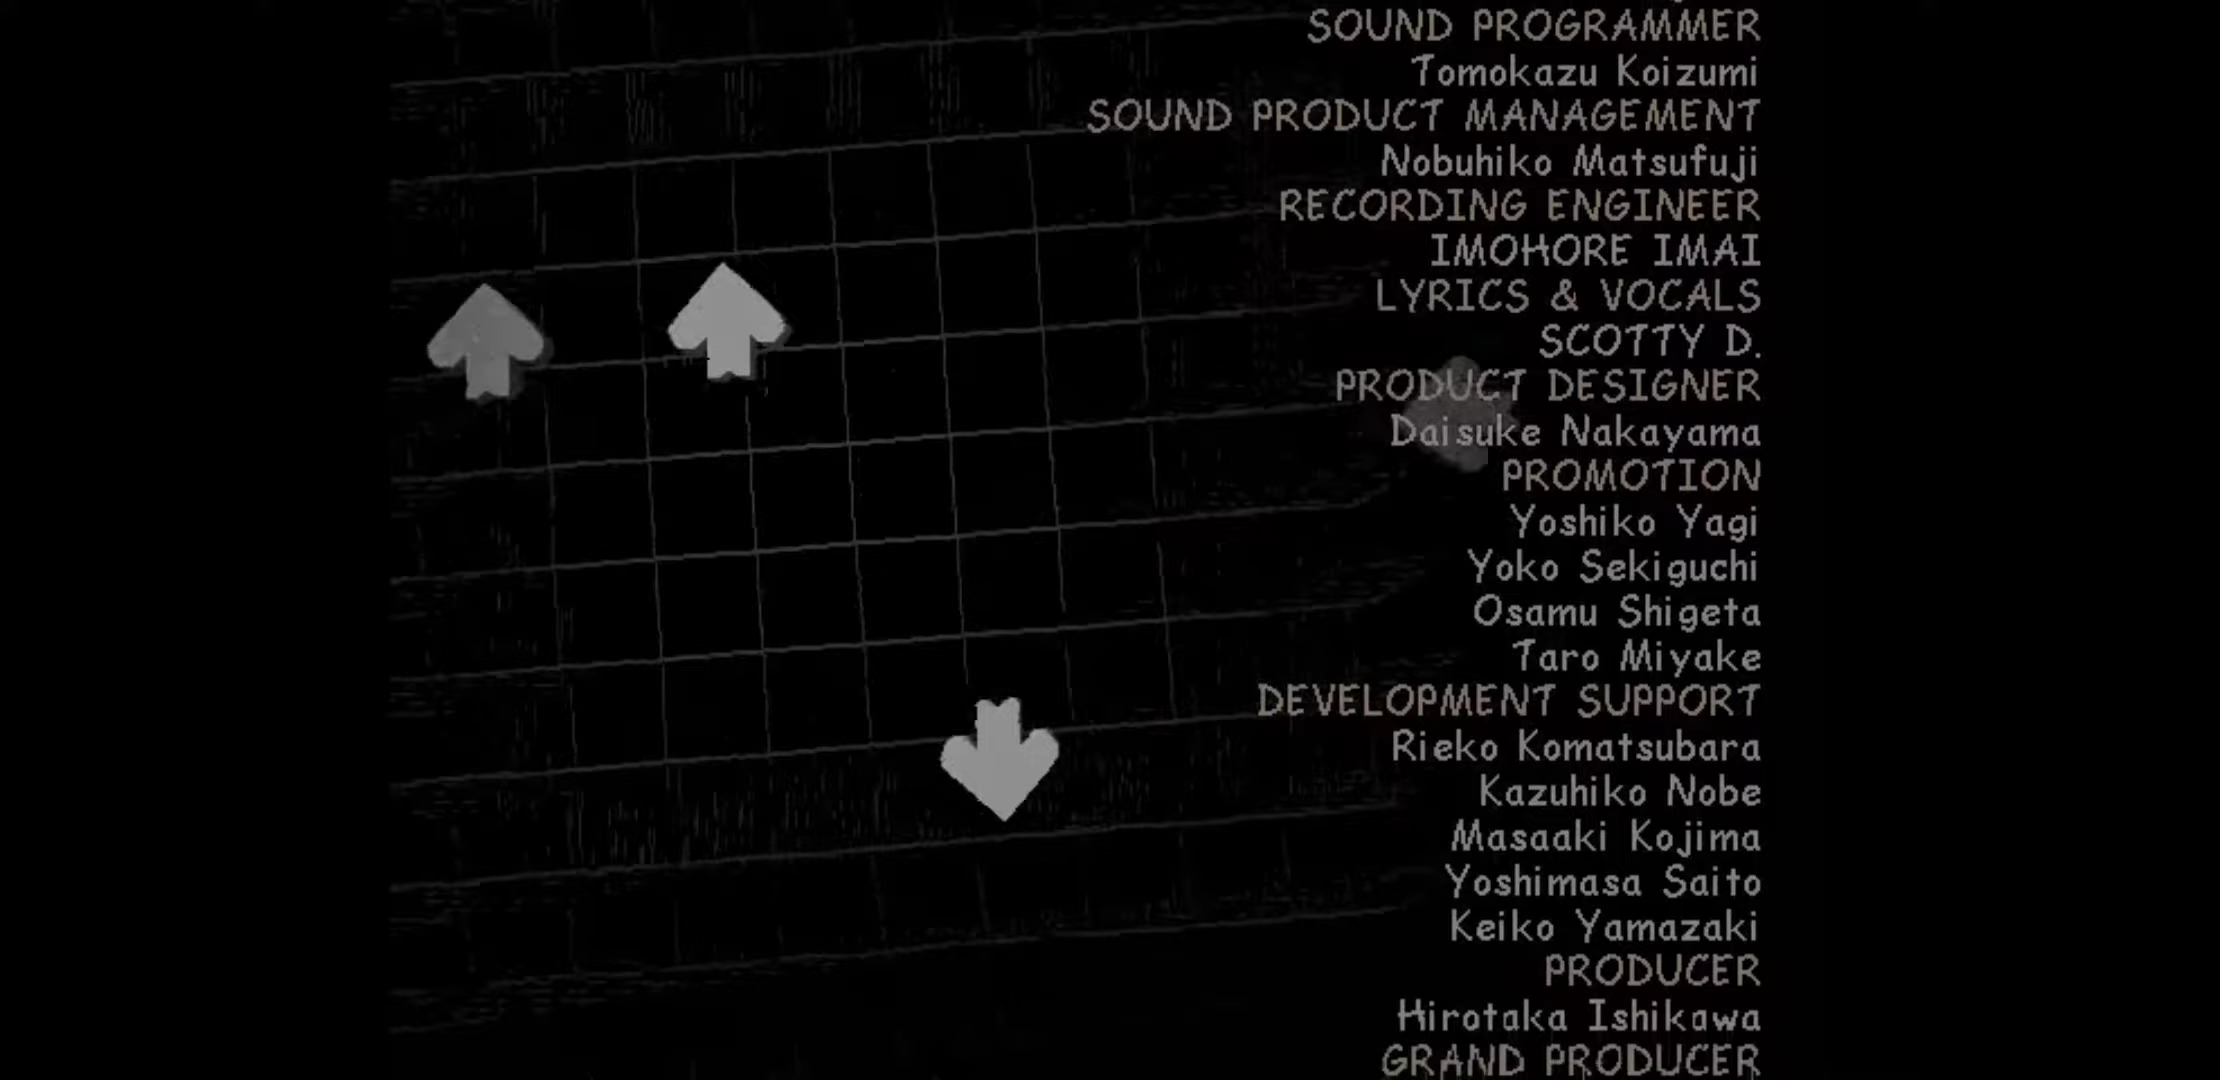 SOUND PROGRAMMER
Tomokazu Koizumi
SOUND PRODUCT MANAGEMENT
Nobuhiko Matsufuji
RECORDING ENGINEER
IMOHORE IMAI
LYRICS & VOCALS
SCOTTY D.
PRODUCT DESIGNER
Daisuke Nakayama
PROMOTION
Yoshiko Yagi
Yoko Sekiguchi
Osamu Shigeta
Taro Miyake
DEVELOPMENT SUPPORT
Rieko Komatsubara
Kazuhiko Nobe
Masaaki Kojima
Yoshimasa Saito
Keiko Yamazaki
PRODUCER
Hirotaka Ishikawa
GRAND PRODUCER